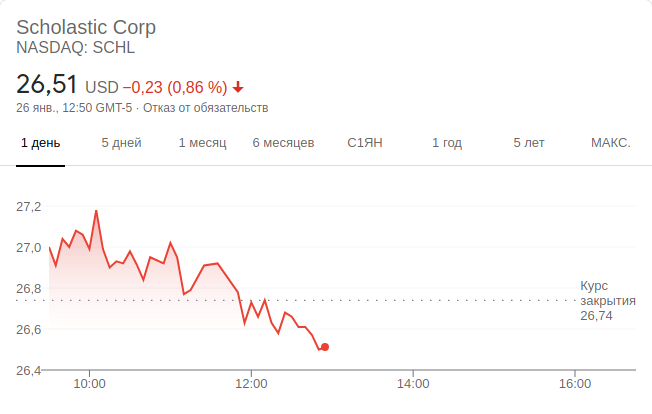 Scholastic Corp
NASDAQ: SCHL
26,51 USD −0,23 (0,86 %)
26 янв., 12:50 GMT-5 · Отказ от обязательств
1 день 5 дней 1 месяц 6 месяцев С1ЯН 1 год 5 лет МАКС.
27,2
27,0
26,8
Курс
закрытия
26,74
26,6
26,4
10:00 12:00 14:00 16:00